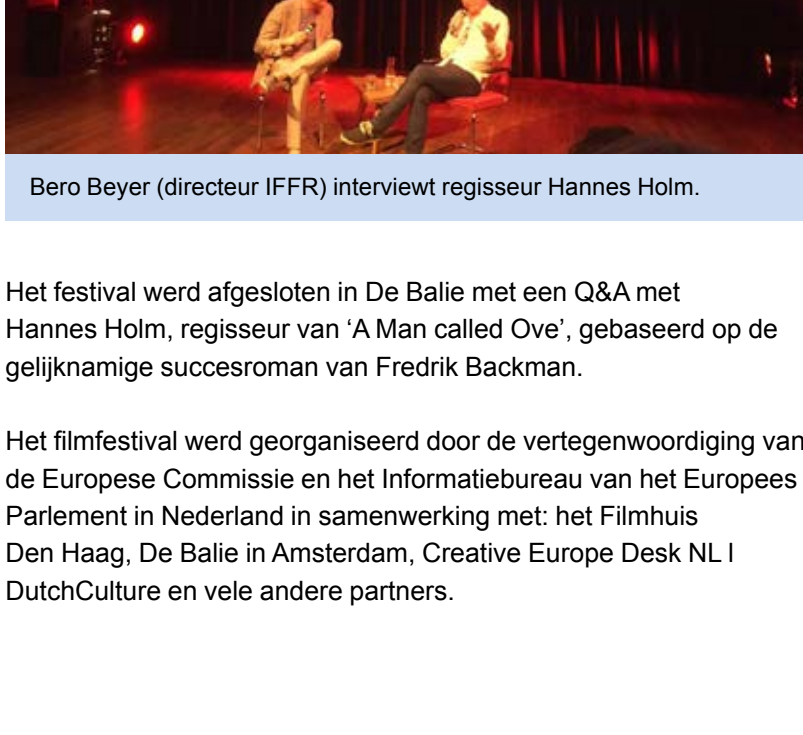 Bero Beyer (directeur IFFR) interviewt regisseur Hannes Holm.
Het festival werd afgesloten in De Balie met een Q&A met
Hannes Holm, regisseur van ‘A Man called Ove’, gebaseerd op de
gelijknamige succesroman van Fredrik Backman.
Het filmfestival werd georganiseerd door de vertegenwoordiging van
de Europese Commissie en het Informatiebureau van het Europees
Parlement in Nederland in samenwerking met: het Filmhuis
Den Haag, De Balie in Amsterdam, Creative Europe Desk NL I
DutchCulture en vele andere partners.